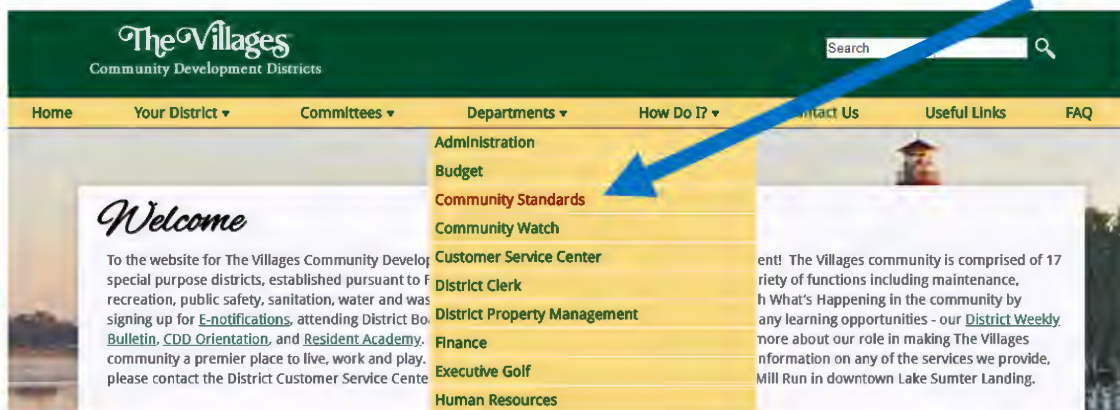 The Villages
Community Development Districts
Search
Home Your District ▾ Committees ▾ Departments ▾ How Do I? ▾ ntact Us Useful Links FAQ
Administration
Budget
Community Standards
Community Watch
Customer Service Center
District Clerk
District Property Management
Finance
Executive Golf
Human Resources
Welcome
To the website for The Villages Community Develop ent! The Villages community is comprised of 17
special purpose districts, established pursuant to F riety of functions including maintenance,
recreation, public safety, sanitation, water and was h What's Happening in the community by
signing up for E-notifications, attending District Bo any learning opportunities - our District Weekly
Bulletin, CDD Orientation, and Resident Academy. more about our role in making The Villages
community a premier place to live, work and play. nformation on any of the services we provide,
please contact the District Customer Service Cente Mill Run in downtown Lake Sumter Landing.